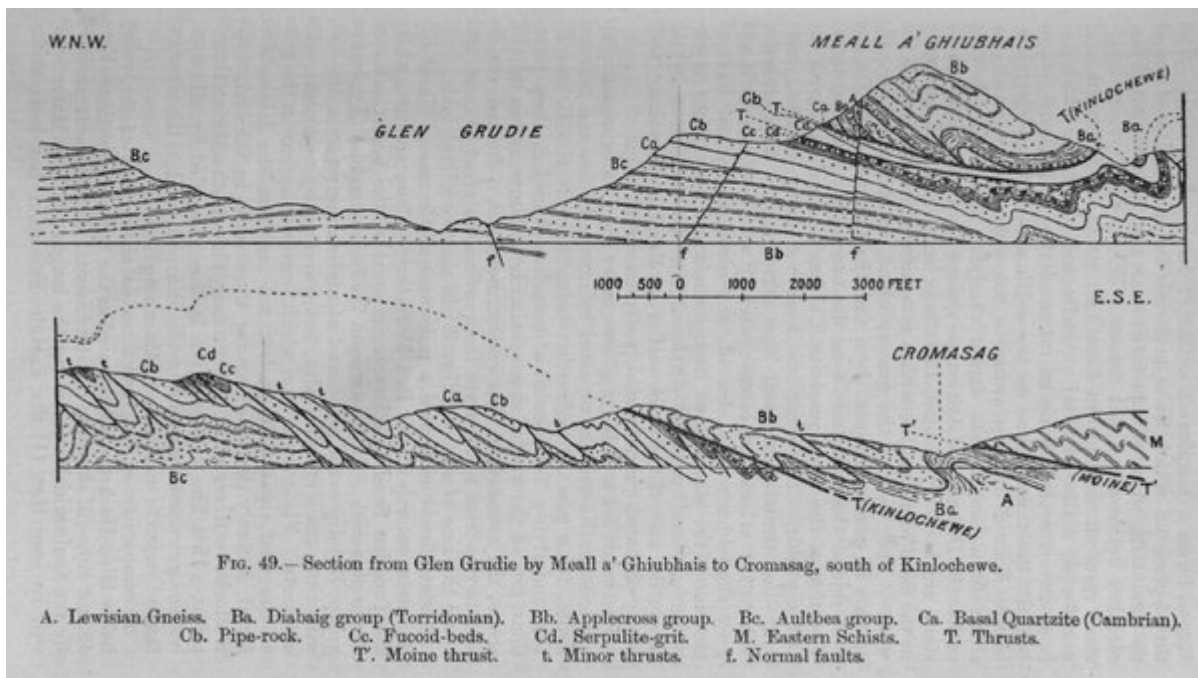 W.N.W.
MEALL A' GHIUBHAIS
Bb
T (KINLOCHEWE)
GLEN GRUDIE
Gb T
T
Ca Ba A
Cb
Cc Cd Cd
Ba
Ba
Bc
Ca
Bc
f
f
Bb
f
1000 500 0 1000 2000 3000 FEET
E.S.E.
CROMASAG
Cd
t t Cb Cc
t t
Ca Cb
t
Bb t
T'
M
Bc
(MOINE) T'
T (KINLOCHEWE)
Ba
A
FIG. 49.—Section from Glen Grudie by Meall a' Ghiubhais to Cromasag, south of Kinlochewe.
A. Lewisian Gneiss. Ba. Diabaig group (Torridonian). Bb. Applecross group. Bc. Aultbea group. Ca. Basal Quartzite (Cambrian).
Cb. Pipe-rock. Cc. Fucoid-beds. Cd. Serpulite-grit. M. Eastern Schists. T. Thrusts.
T'. Moine thrust. t. Minor thrusts. f. Normal faults.